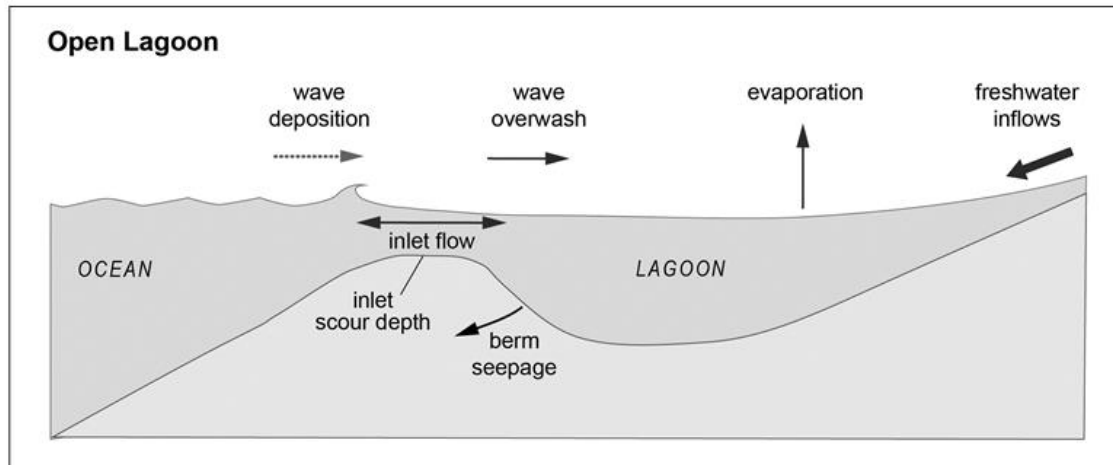 Open Lagoon
wave
deposition
wave
overwash
evaporation
freshwater
inflows
inlet flow
OCEAN
LAGOON
inlet
scour depth
berm
seepage